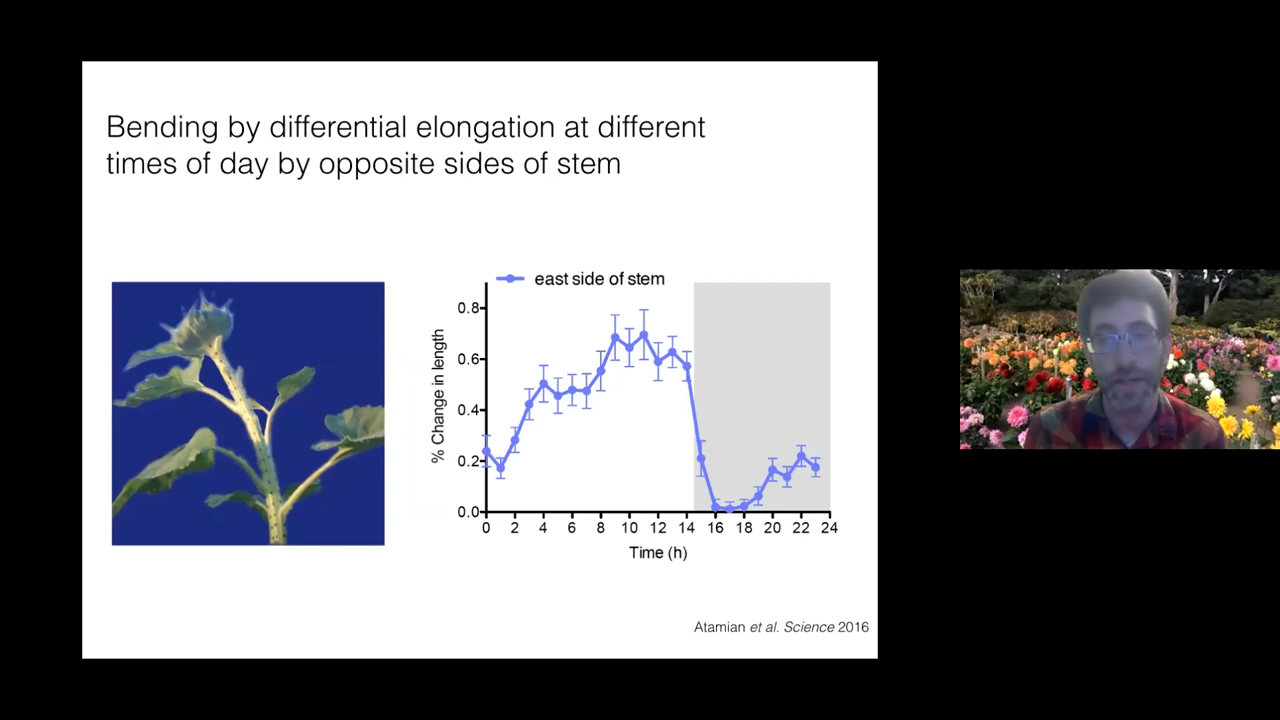 Bending by differential elongation at different
times of day by opposite sides of stem
east side of stem
% Change in length
0.8
0.6
0.4
0.2
0.0
0 2 4 6 8 10 12 14 16 18 20 22 24
Time (h)
Atamian et al. Science 2016